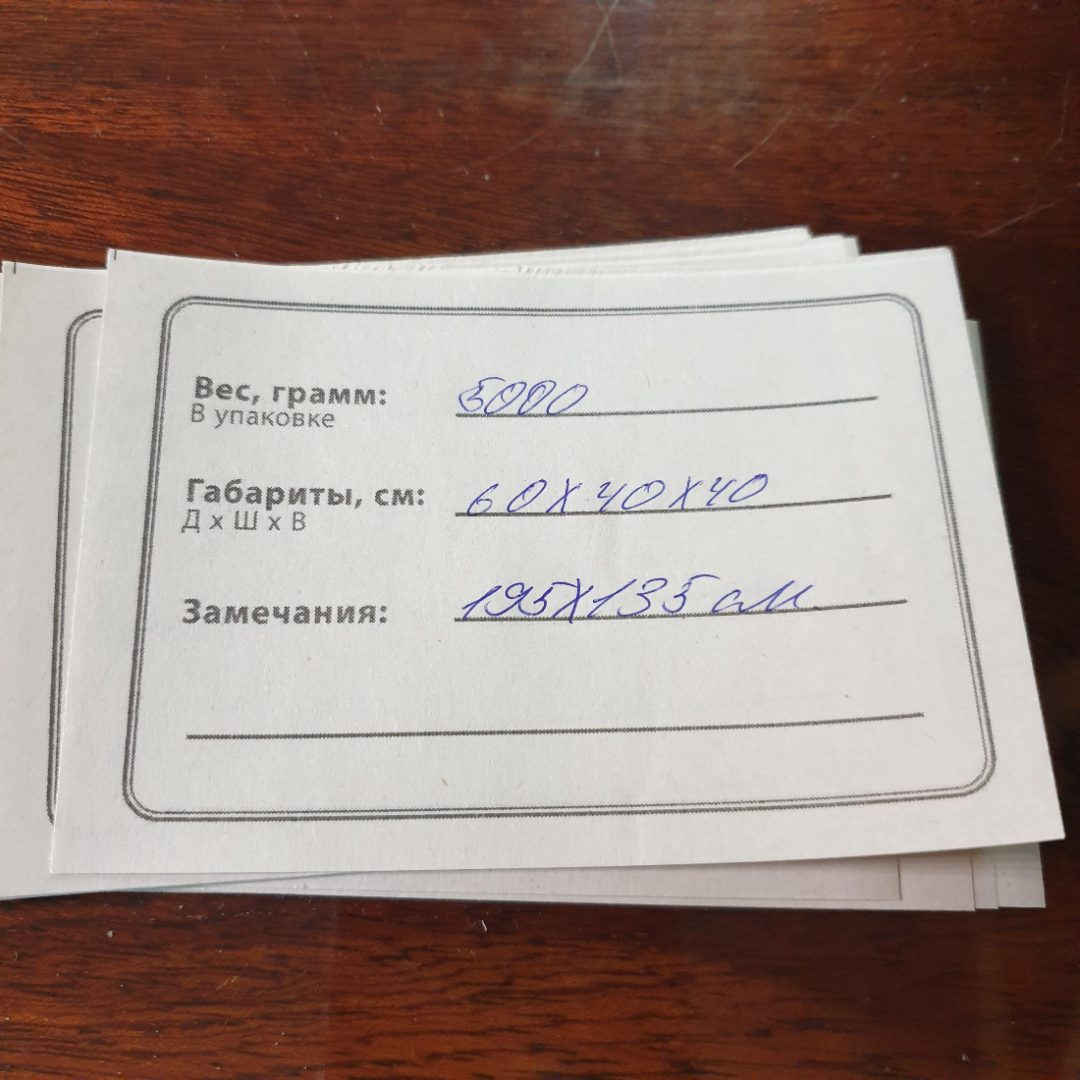 Вес, грамм: 5000
В упаковке
Габариты, см: 60X40X40
Д x Ш x В
Замечания: 195X135 см